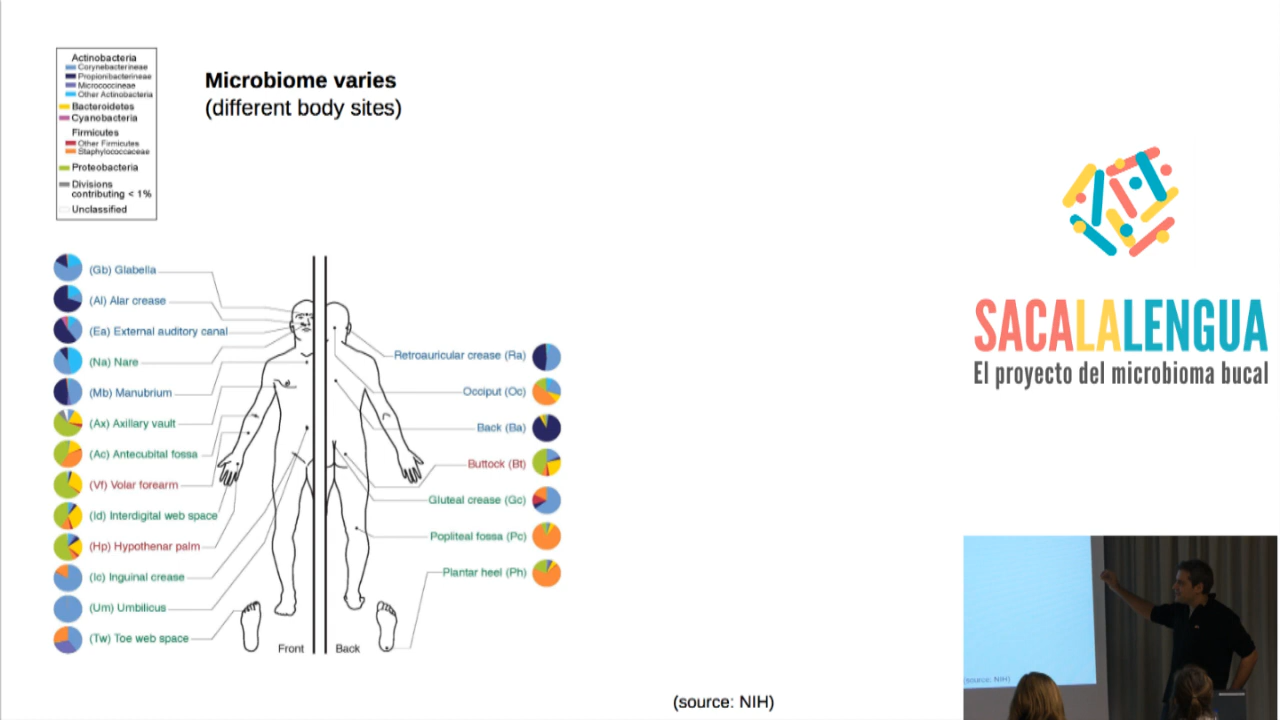 Actinobacteria
Corynebacterineae
Propionibacterineae
Micrococcineae
Other Actinobacteria
Bacteroidetes
Cyanobacteria
Firmicutes
Other Firmicutes
Staphylococcaceae
Proteobacteria
Divisions
contributing < 1%
Unclassified
Microbiome varies
(different body sites)
(Gb) Glabella
(Al) Alar crease
(Ea) External auditory canal
(Na) Nare
(Mb) Manubrium
(Ax) Axillary vault
(Ac) Antecubital fossa
(Vf) Volar forearm
(Id) Interdigital web space
(Hp) Hypothenar palm
(Ic) Inguinal crease
(Um) Umbilicus
(Tw) Toe web space
Retroauricular crease (Ra)
Occiput (Oc)
Back (Ba)
Buttock (Bt)
Gluteal crease (Gc)
Popliteal fossa (Pc)
Plantar heel (Ph)
Front
Back
(source: NIH)
SACALALENGUA
El proyecto del microbioma bucal
(source: NIH)